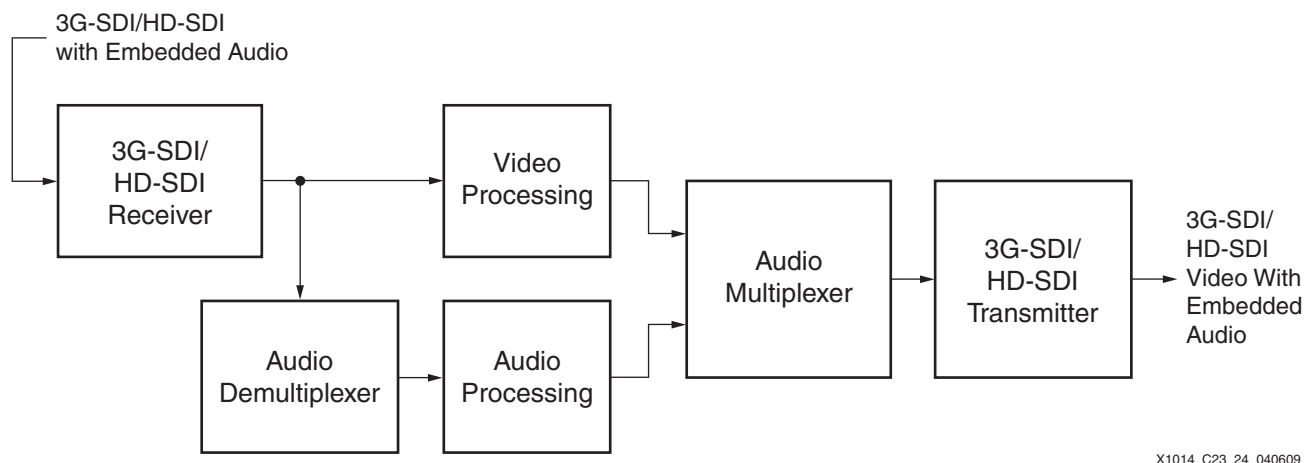 3G-SDI/HD-SDI
with Embedded Audio
3G-SDI/
HD-SDI
Receiver
Video
Processing
Audio
Demultiplexer
Audio
Processing
Audio
Multiplexer
3G-SDI/
HD-SDI
Transmitter
3G-SDI/
HD-SDI
Video With
Embedded
Audio
X1014_C23_24_040609